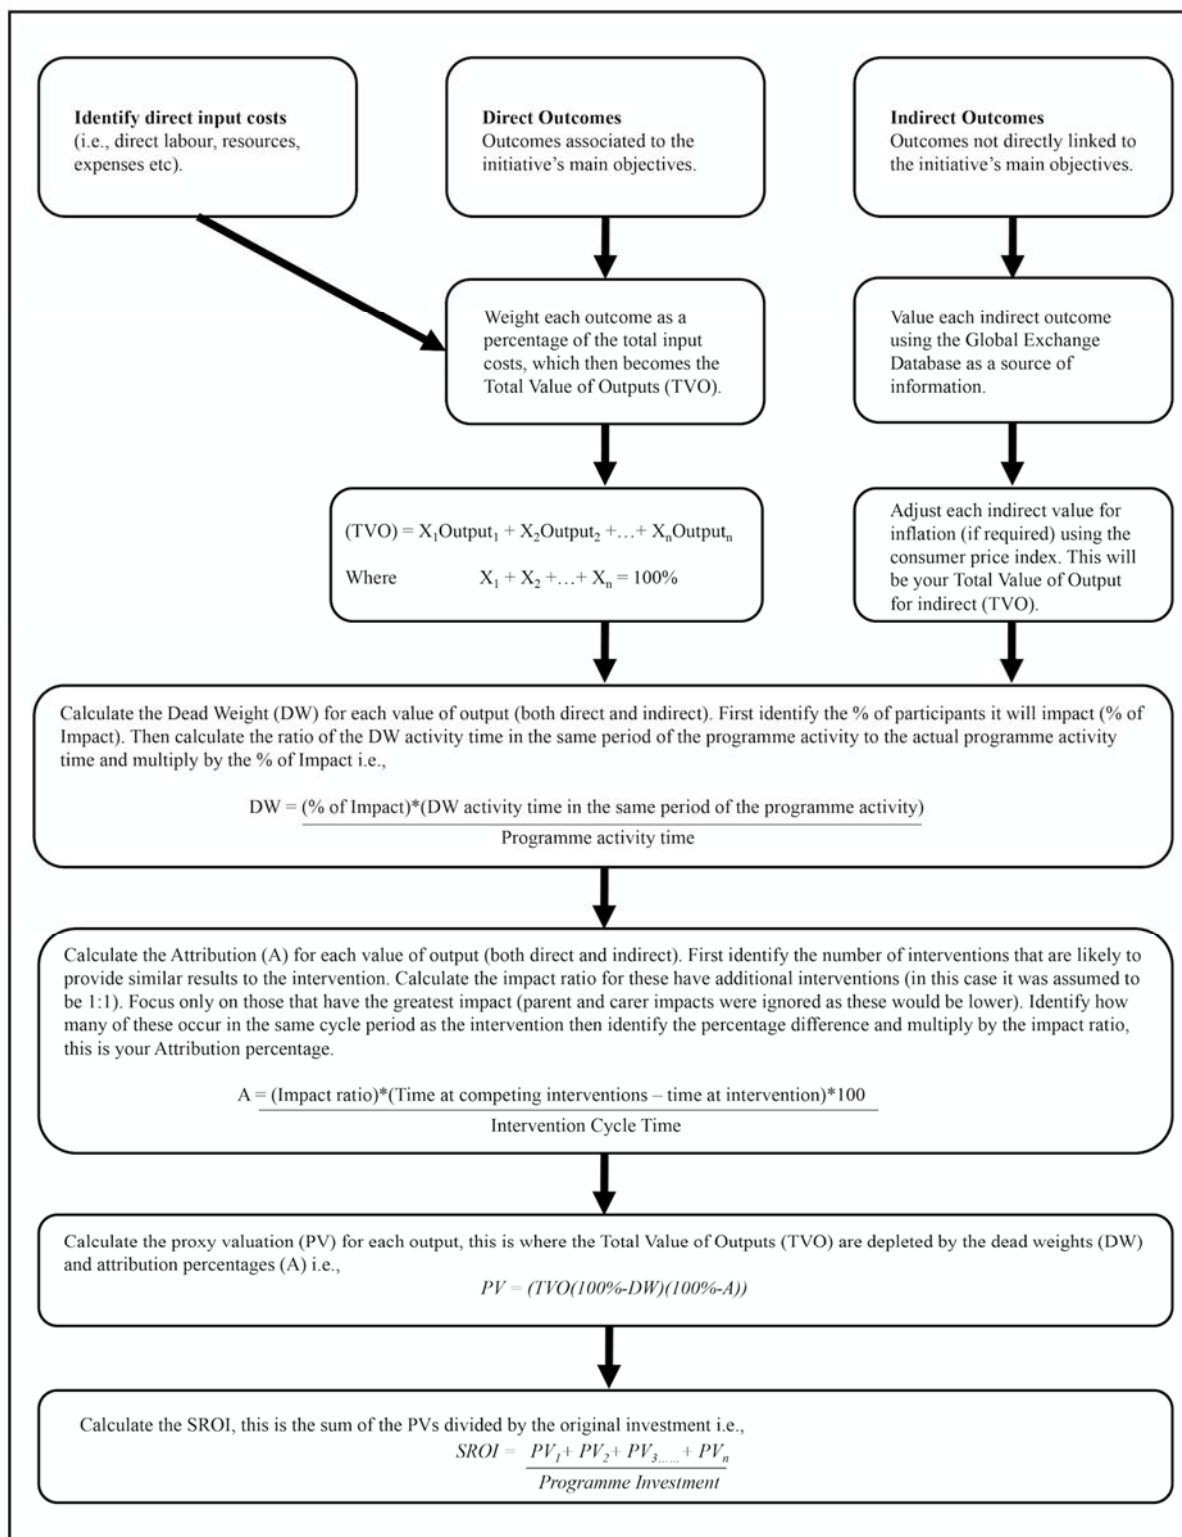 Identify direct input costs
(i.e., direct labour, resources,
expenses etc).
Direct Outcomes
Outcomes associated to the
initiative’s main objectives.
Indirect Outcomes
Outcomes not directly linked to
the initiative’s main objectives.
Weight each outcome as a
percentage of the total input
costs, which then becomes the
Total Value of Outputs (TVO).
Value each indirect outcome
using the Global Exchange
Database as a source of
information.
(TVO) = X₁Output₁ + X₂Output₂ +…+ XₙOutputₙ
Where X₁ + X₂ +…+ Xₙ = 100%
Adjust each indirect value for
inflation (if required) using the
consumer price index. This will
be your Total Value of Output
for indirect (TVO).
Calculate the Dead Weight (DW) for each value of output (both direct and indirect). First identify the % of participants it will impact (% of
Impact). Then calculate the ratio of the DW activity time in the same period of the programme activity to the actual programme activity
time and multiply by the % of Impact i.e.,
DW = (% of Impact)*(DW activity time in the same period of the programme activity)
Programme activity time
Calculate the Attribution (A) for each value of output (both direct and indirect). First identify the number of interventions that are likely to
provide similar results to the intervention. Calculate the impact ratio for these have additional interventions (in this case it was assumed to
be 1:1). Focus only on those that have the greatest impact (parent and carer impacts were ignored as these would be lower). Identify how
many of these occur in the same cycle period as the intervention then identify the percentage difference and multiply by the impact ratio,
this is your Attribution percentage.
A = (Impact ratio)*(Time at competing interventions – time at intervention)*100
Intervention Cycle Time
Calculate the proxy valuation (PV) for each output, this is where the Total Value of Outputs (TVO) are depleted by the dead weights (DW)
and attribution percentages (A) i.e.,
PV = (TVO(100%-DW)(100%-A))
Calculate the SROI, this is the sum of the PVs divided by the original investment i.e.,
SROI = PV₁+ PV₂+ PV₃...... + PVₙ
Programme Investment